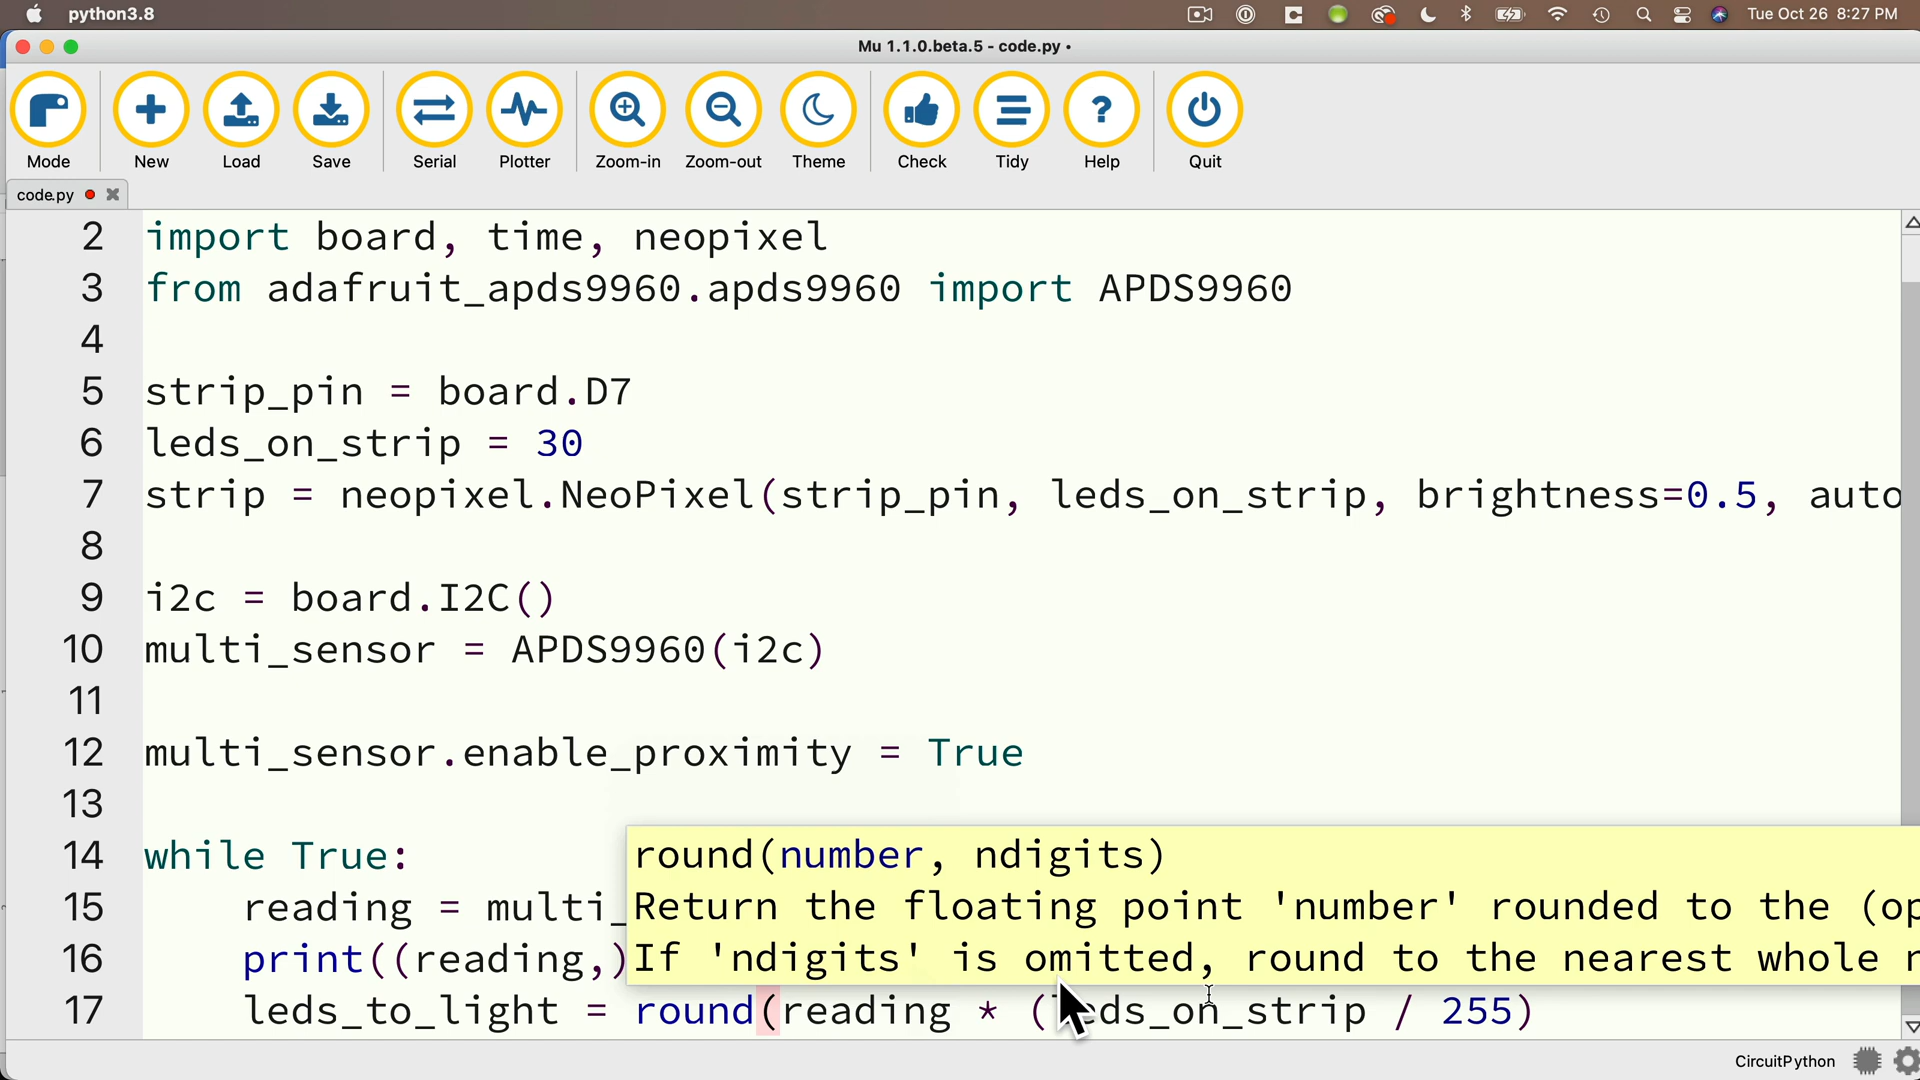 python3.8
Tue Oct 26 8:27 PM
Mu 1.1.0.beta.5 - code.py •
Mode
New
Load
Save
Serial
Plotter
Zoom-in
Zoom-out
Theme
Check
Tidy
Help
Quit
code.py
2 import board, time, neopixel
3 from adafruit_apds9960.apds9960 import APDS9960
4
5 strip_pin = board.D7
6 leds_on_strip = 30
7 strip = neopixel.NeoPixel(strip_pin, leds_on_strip, brightness=0.5, auto
8
9 i2c = board.I2C()
10 multi_sensor = APDS9960(i2c)
11
12 multi_sensor.enable_proximity = True
13
14 while True:
15 reading = multi_
16 print((reading,)
17 leds_to_light = round(reading * (leds_on_strip / 255)
round(number, ndigits)
Return the floating point 'number' rounded to the (op
If 'ndigits' is omitted, round to the nearest whole
CircuitPython